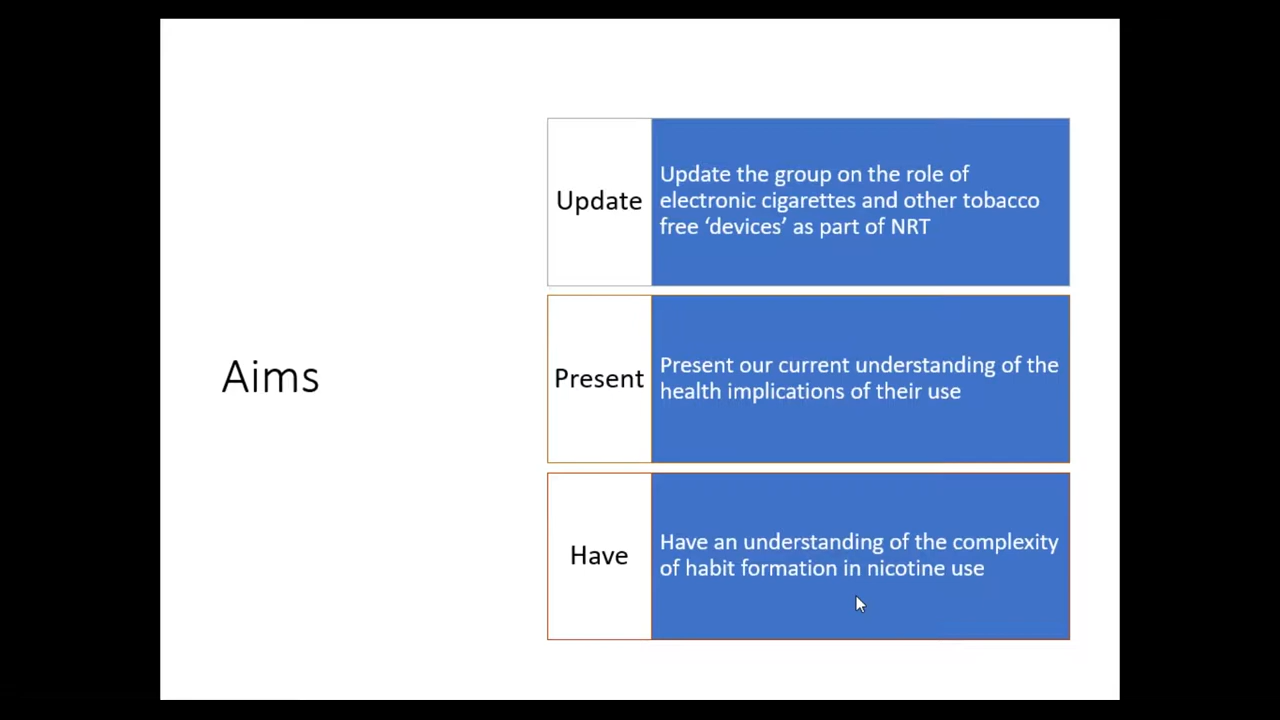 Aims
Update
Update the group on the role of
electronic cigarettes and other tobacco
free ‘devices’ as part of NRT
Present
Present our current understanding of the
health implications of their use
Have
Have an understanding of the complexity
of habit formation in nicotine use